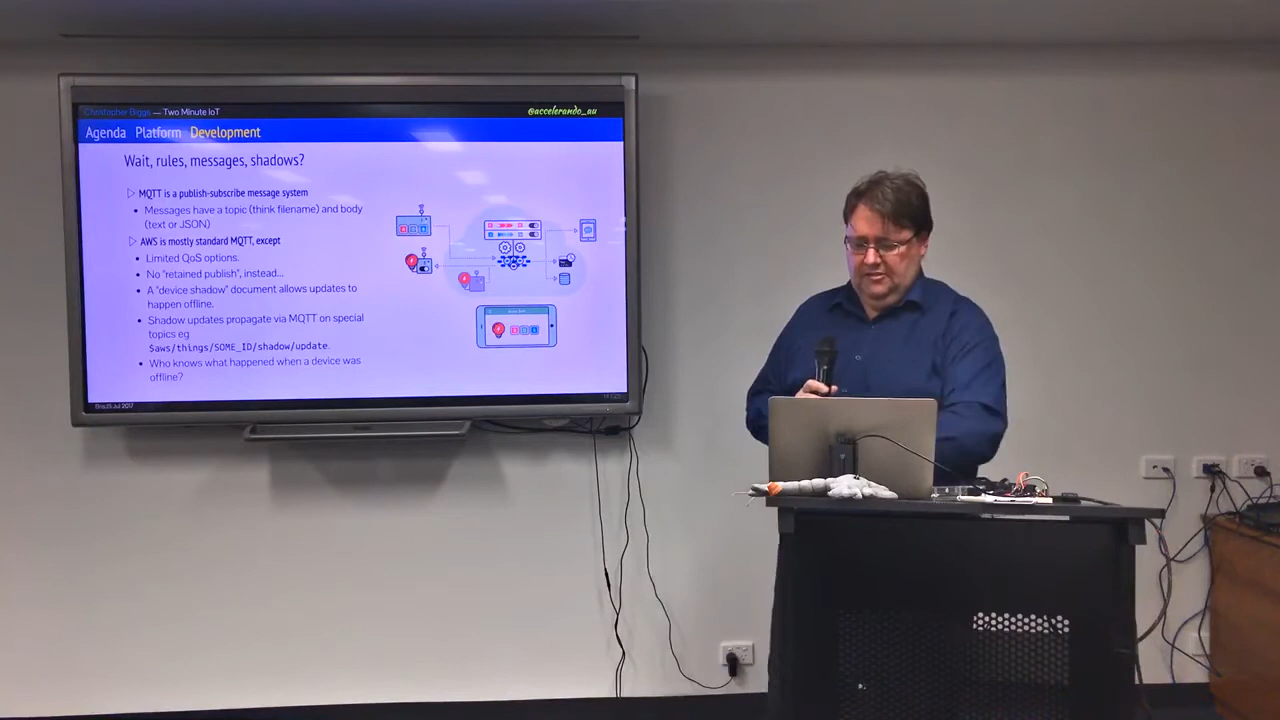 Christopher Biggs — Two Minute IoT
@accelerando_au
Agenda Platform Development
Wait, rules, messages, shadows?
MQTT is a publish-subscribe message system
Messages have a topic (think filename) and body
(text or JSON)
AWS is mostly standard MQTT, except
Limited QoS options.
No "retained publish", instead...
A "device shadow" document allows updates to
happen offline.
Shadow updates propagate via MQTT on special
topics eg
$aws/things/SOME_ID/shadow/update.
Who knows what happened when a device was
offline?